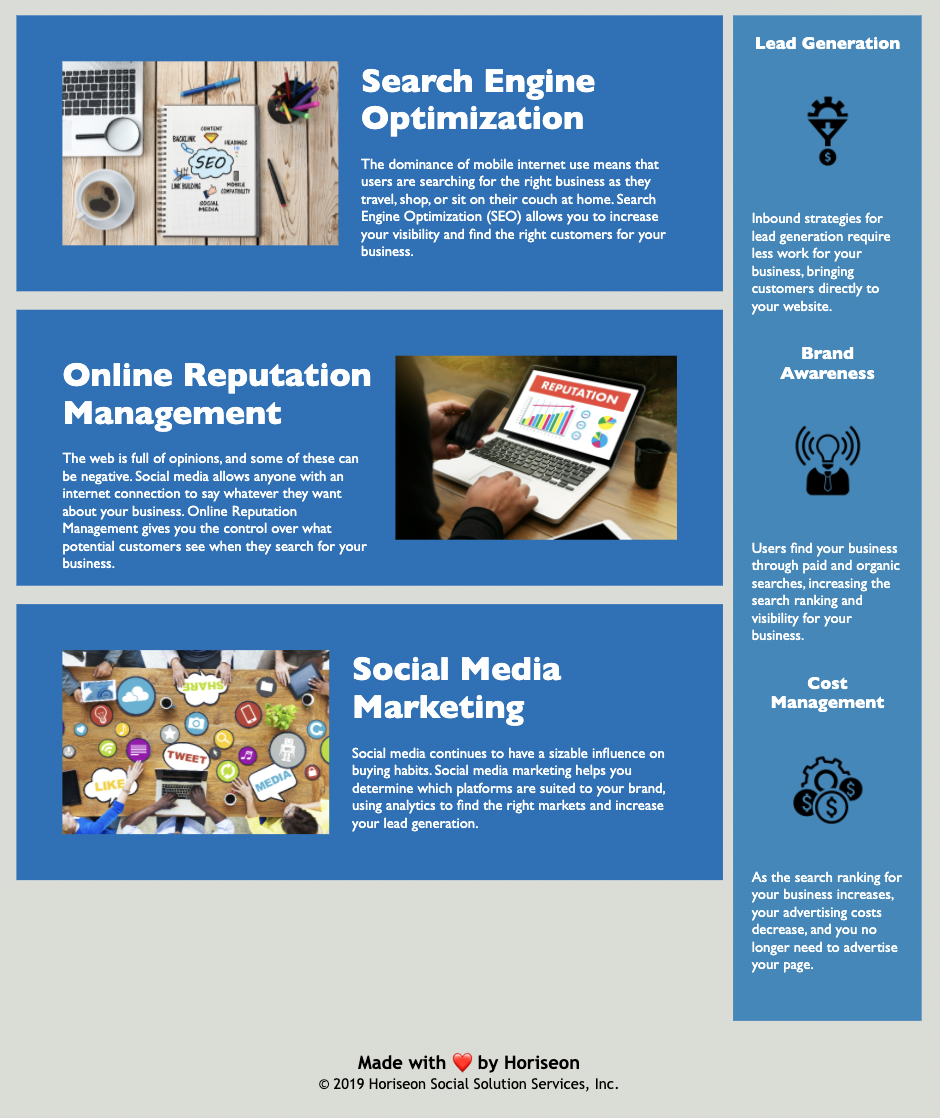 Search Engine
Optimization
The dominance of mobile internet use means that
users are searching for the right business as they
travel, shop, or sit on their couch at home. Search
Engine Optimization (SEO) allows you to increase
your visibility and find the right customers for your
business.
CONTENT
BACKLINK
HEADINGS
SEO
LINK BUILDING
MOBILE
COMPATIBILITY
SOCIAL
MEDIA
Online Reputation
Management
The web is full of opinions, and some of these can
be negative. Social media allows anyone with an
internet connection to say whatever they want
about your business. Online Reputation
Management gives you the control over what
potential customers see when they search for your
business.
REPUTATION
Social Media
Marketing
Social media continues to have a sizable influence on
buying habits. Social media marketing helps you
determine which platforms are suited to your brand,
using analytics to find the right markets and increase
your lead generation.
SHARE
TWEET
LIKE
MEDIA
Lead Generation
$
Inbound strategies for
lead generation require
less work for your
business, bringing
customers directly to
your website.
Brand
Awareness
Users find your business
through paid and organic
searches, increasing the
search ranking and
visibility for your
business.
Cost
Management
$ $ $
As the search ranking for
your business increases,
your advertising costs
decrease, and you no
longer need to advertise
your page.
Made with ❤️ by Horiseon
© 2019 Horiseon Social Solution Services, Inc.